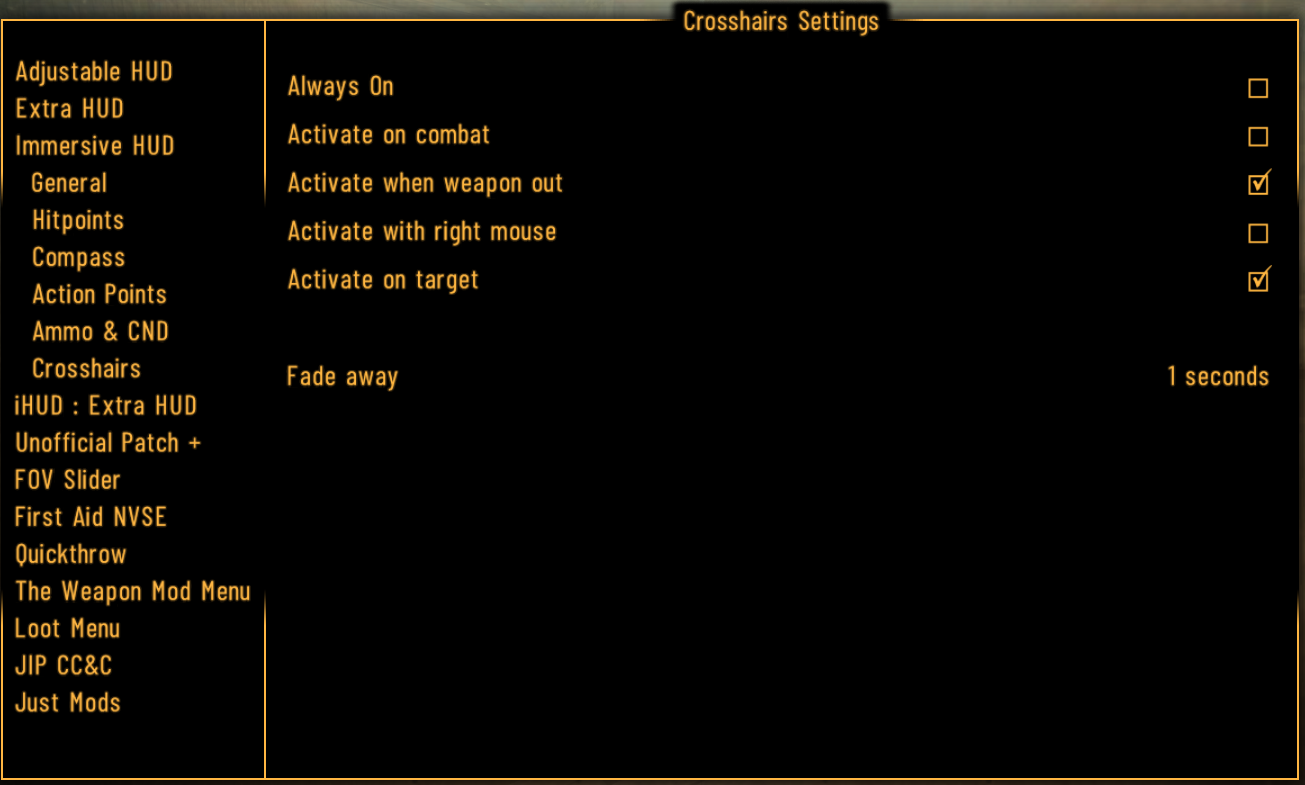 Crosshairs Settings
Adjustable HUD
Extra HUD
Immersive HUD
General
Hitpoints
Compass
Action Points
Ammo & CND
Crosshairs
iHUD : Extra HUD
Unofficial Patch +
FOV Slider
First Aid NVSE
Quickthrow
The Weapon Mod Menu
Loot Menu
JIP CC&C
Just Mods
Always On
Activate on combat
Activate when weapon out
Activate with right mouse
Activate on target
Fade away 1 seconds